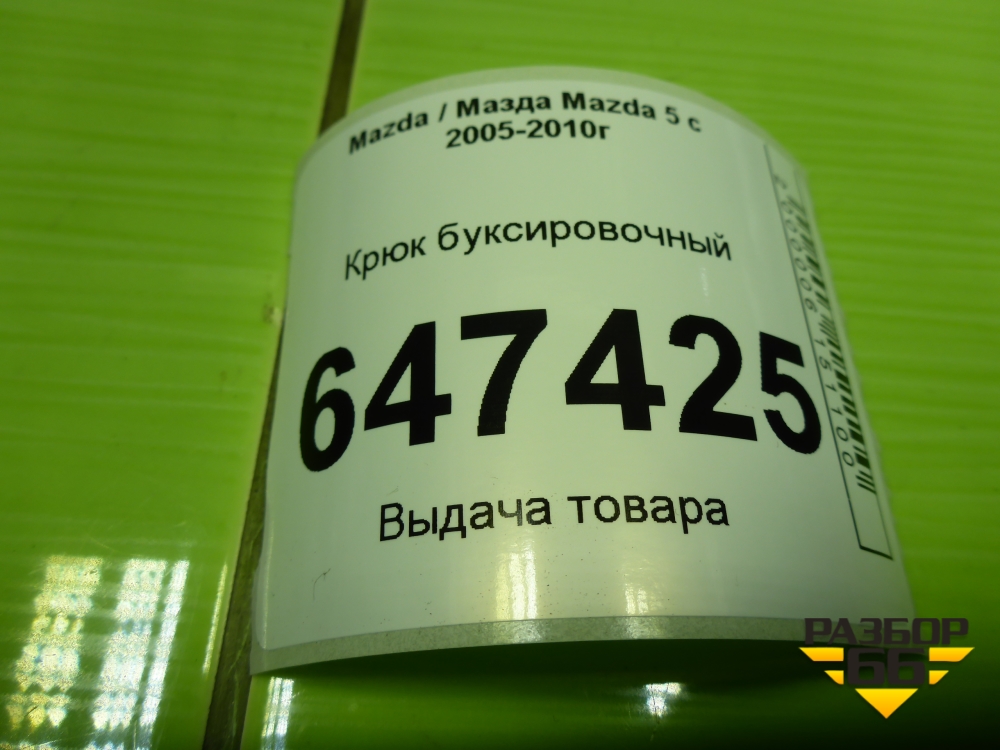 Mazda / Мазда Mazda 5 с
2005-2010г
Крюк буксировочный
647425
Выдача товара
РАЗБОР
66